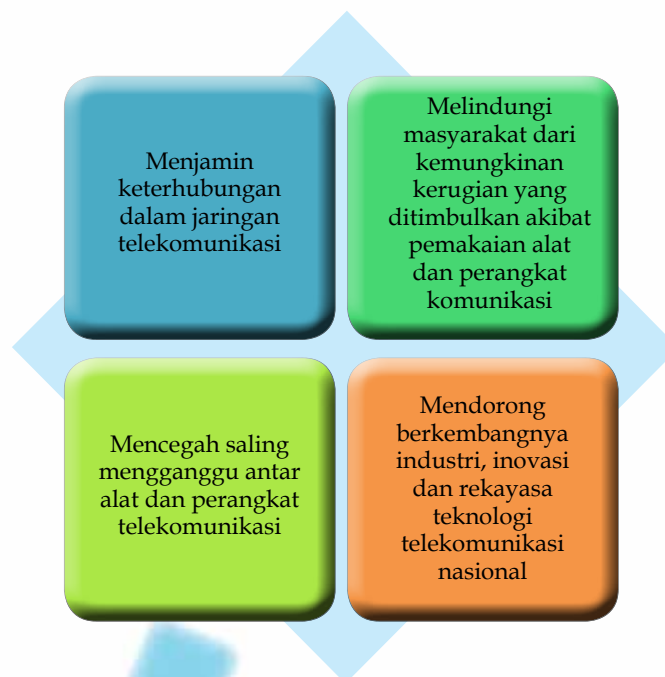 Menjamin
keterhubungan
dalam jaringan
telekomunikasi
Melindungi
masyarakat dari
kemungkinan
kerugian yang
ditimbulkan akibat
pemakaian alat
dan perangkat
komunikasi
Mencegah saling
mengganggu antar
alat dan perangkat
telekomunikasi
Mendorong
berkembangnya
industri, inovasi
dan rekayasa
teknologi
telekomunikasi
nasional